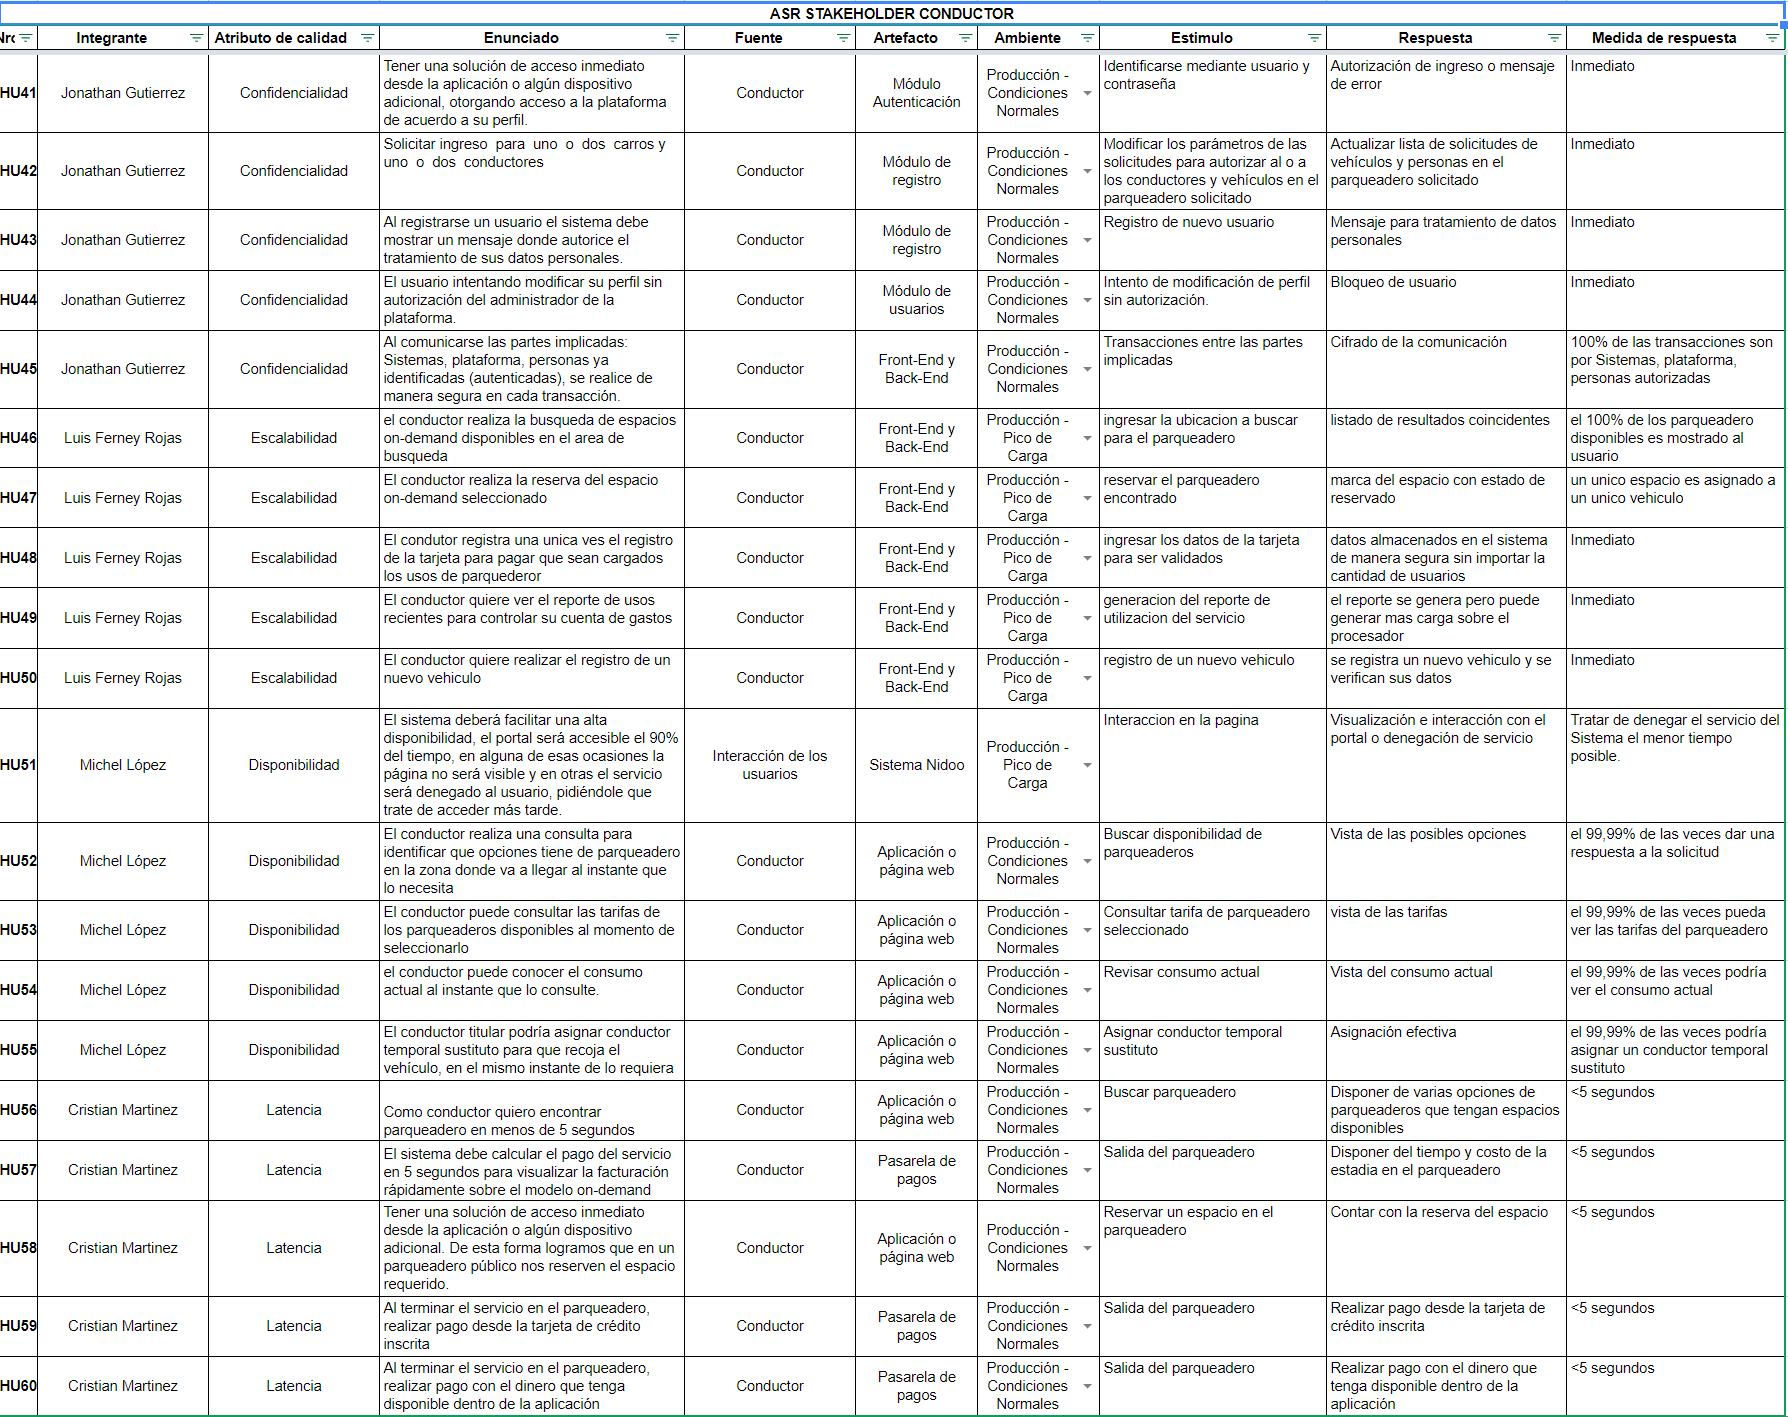 ASR STAKEHOLDER CONDUCTOR
Nro Integrante Atributo de calidad Enunciado Fuente Artefacto Ambiente Estimulo Respuesta Medida de respuesta
HU41
Jonathan Gutierrez
Confidencialidad
Tener una solución de acceso inmediato
desde la aplicación o algún dispositivo
adicional, otorgando acceso a la plataforma
de acuerdo a su perfil.
Conductor
Módulo
Autenticación
Producción -
Condiciones
Normales
Identificarse mediante usuario y
contraseña
Autorización de ingreso o mensaje
de error
Inmediato
HU42
Jonathan Gutierrez
Confidencialidad
Solicitar ingreso para uno o dos carros y
uno o dos conductores
Conductor
Módulo de
registro
Producción -
Condiciones
Normales
Modificar los parámetros de las
solicitudes para autorizar al o a
los conductores y vehículos en el
parqueadero solicitado
Actualizar lista de solicitudes de
vehículos y personas en el
parqueadero solicitado
Inmediato
HU43
Jonathan Gutierrez
Confidencialidad
Al registrarse un usuario el sistema debe
mostrar un mensaje donde autorice el
tratamiento de sus datos personales.
Conductor
Módulo de
registro
Producción -
Condiciones
Normales
Registro de nuevo usuario
Mensaje para tratamiento de datos
personales
Inmediato
HU44
Jonathan Gutierrez
Confidencialidad
El usuario intentando modificar su perfil sin
autorización del administrador de la
plataforma.
Conductor
Módulo de
usuarios
Producción -
Condiciones
Normales
Intento de modificación de perfil
sin autorización.
Bloqueo de usuario
Inmediato
HU45
Jonathan Gutierrez
Confidencialidad
Al comunicarse las partes implicadas:
Sistemas, plataforma, personas ya
identificadas (autenticadas), se realice de
manera segura en cada transacción.
Conductor
Front-End y
Back-End
Producción -
Condiciones
Normales
Transacciones entre las partes
implicadas
Cifrado de la comunicación
100% de las transacciones son
por Sistemas, plataforma,
personas autorizadas
HU46
Luis Ferney Rojas
Escalabilidad
el conductor realiza la busqueda de espacios
on-demand disponibles en el area de
busqueda
Conductor
Front-End y
Back-End
Producción -
Pico de
Carga
ingresar la ubicacion a buscar
para el parqueadero
listado de resultados coincidentes
el 100% de los parqueadero
disponibles es mostrado al
usuario
HU47
Luis Ferney Rojas
Escalabilidad
El conductor realiza la reserva del espacio
on-demand seleccionado
Conductor
Front-End y
Back-End
Producción -
Pico de
Carga
reservar el parqueadero
encontrado
marca del espacio con estado de
reservado
un unico espacio es asignado a
un unico vehiculo
HU48
Luis Ferney Rojas
Escalabilidad
El condutor registra una unica ves el registro
de la tarjeta para pagar que sean cargados
los usos de parquederor
Conductor
Front-End y
Back-End
Producción -
Pico de
Carga
ingresar los datos de la tarjeta
para ser validados
datos almacenados en el sistema
de manera segura sin importar la
cantidad de usuarios
Inmediato
HU49
Luis Ferney Rojas
Escalabilidad
El conductor quiere ver el reporte de usos
recientes para controlar su cuenta de gastos
Conductor
Front-End y
Back-End
Producción -
Pico de
Carga
generacion del reporte de
utilizacion del servicio
el reporte se genera pero puede
generar mas carga sobre el
procesador
Inmediato
HU50
Luis Ferney Rojas
Escalabilidad
El conductor quiere realizar el registro de un
nuevo vehiculo
Conductor
Front-End y
Back-End
Producción -
Pico de
Carga
registro de un nuevo vehiculo
se registra un nuevo vehiculo y se
verifican sus datos
Inmediato
HU51
Michel López
Disponibilidad
El sistema deberá facilitar una alta
disponibilidad, el portal será accesible el 90%
del tiempo, en alguna de esas ocasiones la
página no será visible y en otras el servicio
será denegado al usuario, pidiéndole que
trate de acceder más tarde.
Interacción de los
usuarios
Sistema Nidoo
Producción -
Pico de
Carga
Interaccion en la pagina
Visualización e interacción con el
portal o denegación de servicio
Tratar de denegar el servicio del
Sistema el menor tiempo
posible.
HU52
Michel López
Disponibilidad
El conductor realiza una consulta para
identificar que opciones tiene de parqueadero
en la zona donde va a llegar al instante que
lo necesita
Conductor
Aplicación o
página web
Producción -
Condiciones
Normales
Buscar disponibilidad de
parqueaderos
Vista de las posibles opciones
el 99,99% de las veces dar una
respuesta a la solicitud
HU53
Michel López
Disponibilidad
El conductor puede consultar las tarifas de
los parqueaderos disponibles al momento de
seleccionarlo
Conductor
Aplicación o
página web
Producción -
Condiciones
Normales
Consultar tarifa de parqueadero
seleccionado
vista de las tarifas
el 99,99% de las veces pueda
ver las tarifas del parqueadero
HU54
Michel López
Disponibilidad
el conductor puede conocer el consumo
actual al instante que lo consulte.
Conductor
Aplicación o
página web
Producción -
Condiciones
Normales
Revisar consumo actual
Vista del consumo actual
el 99,99% de las veces podría
ver el consumo actual
HU55
Michel López
Disponibilidad
El conductor titular podría asignar conductor
temporal sustituto para que recoja el
vehículo, en el mismo instante de lo requiera
Conductor
Aplicación o
página web
Producción -
Condiciones
Normales
Asignar conductor temporal
sustituto
Asignación efectiva
el 99,99% de las veces podría
asignar un conductor temporal
sustituto
HU56
Cristian Martinez
Latencia
Como conductor quiero encontrar
parqueadero en menos de 5 segundos
Conductor
Aplicación o
página web
Producción -
Condiciones
Normales
Buscar parqueadero
Disponer de varias opciones de
parqueaderos que tengan espacios
disponibles
<5 segundos
HU57
Cristian Martinez
Latencia
El sistema debe calcular el pago del servicio
en 5 segundos para visualizar la facturación
rápidamente sobre el modelo on-demand
Conductor
Pasarela de
pagos
Producción -
Condiciones
Normales
Salida del parqueadero
Disponer del tiempo y costo de la
estadia en el parqueadero
<5 segundos
HU58
Cristian Martinez
Latencia
Tener una solución de acceso inmediato
desde la aplicación o algún dispositivo
adicional. De esta forma logramos que en un
parqueadero público nos reserven el espacio
requerido.
Conductor
Aplicación o
página web
Producción -
Condiciones
Normales
Reservar un espacio en el
parqueadero
Contar con la reserva del espacio
<5 segundos
HU59
Cristian Martinez
Latencia
Al terminar el servicio en el parqueadero,
realizar pago desde la tarjeta de crédito
inscrita
Conductor
Pasarela de
pagos
Producción -
Condiciones
Normales
Salida del parqueadero
Realizar pago desde la tarjeta de
crédito inscrita
<5 segundos
HU60
Cristian Martinez
Latencia
Al terminar el servicio en el parqueadero,
realizar pago con el dinero que tenga
disponible dentro de la aplicación
Conductor
Pasarela de
pagos
Producción -
Condiciones
Normales
Salida del parqueadero
Realizar pago con el dinero que
tenga disponible dentro de la
aplicación
<5 segundos